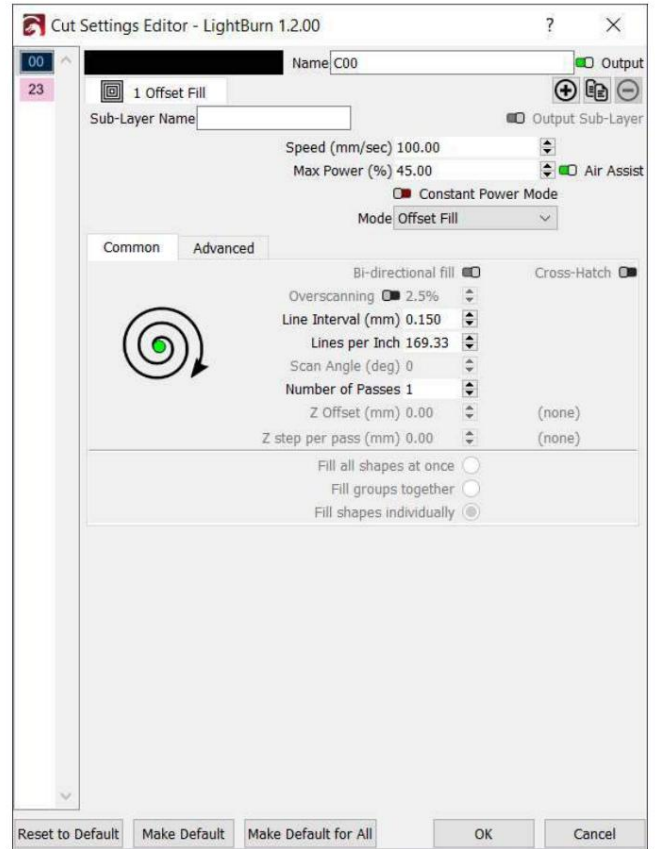 Cut Settings Editor - LightBurn 1.2.00 ? X
00 Name C00 Output
23 1 Offset Fill
Sub-Layer Name Output Sub-Layer
Speed (mm/sec) 100.00
Max Power (%) 45.00 Air Assist
Constant Power Mode
Mode Offset Fill
Common Advanced
Bi-directional fill Cross-Hatch
Overscanning 2.5%
Line Interval (mm) 0.150
Lines per Inch 169.33
Scan Angle (deg) 0
Number of Passes 1
Z Offset (mm) 0.00 (none)
Z step per pass (mm) 0.00 (none)
Fill all shapes at once
Fill groups together
Fill shapes individually
Reset to Default Make Default Make Default for All OK Cancel